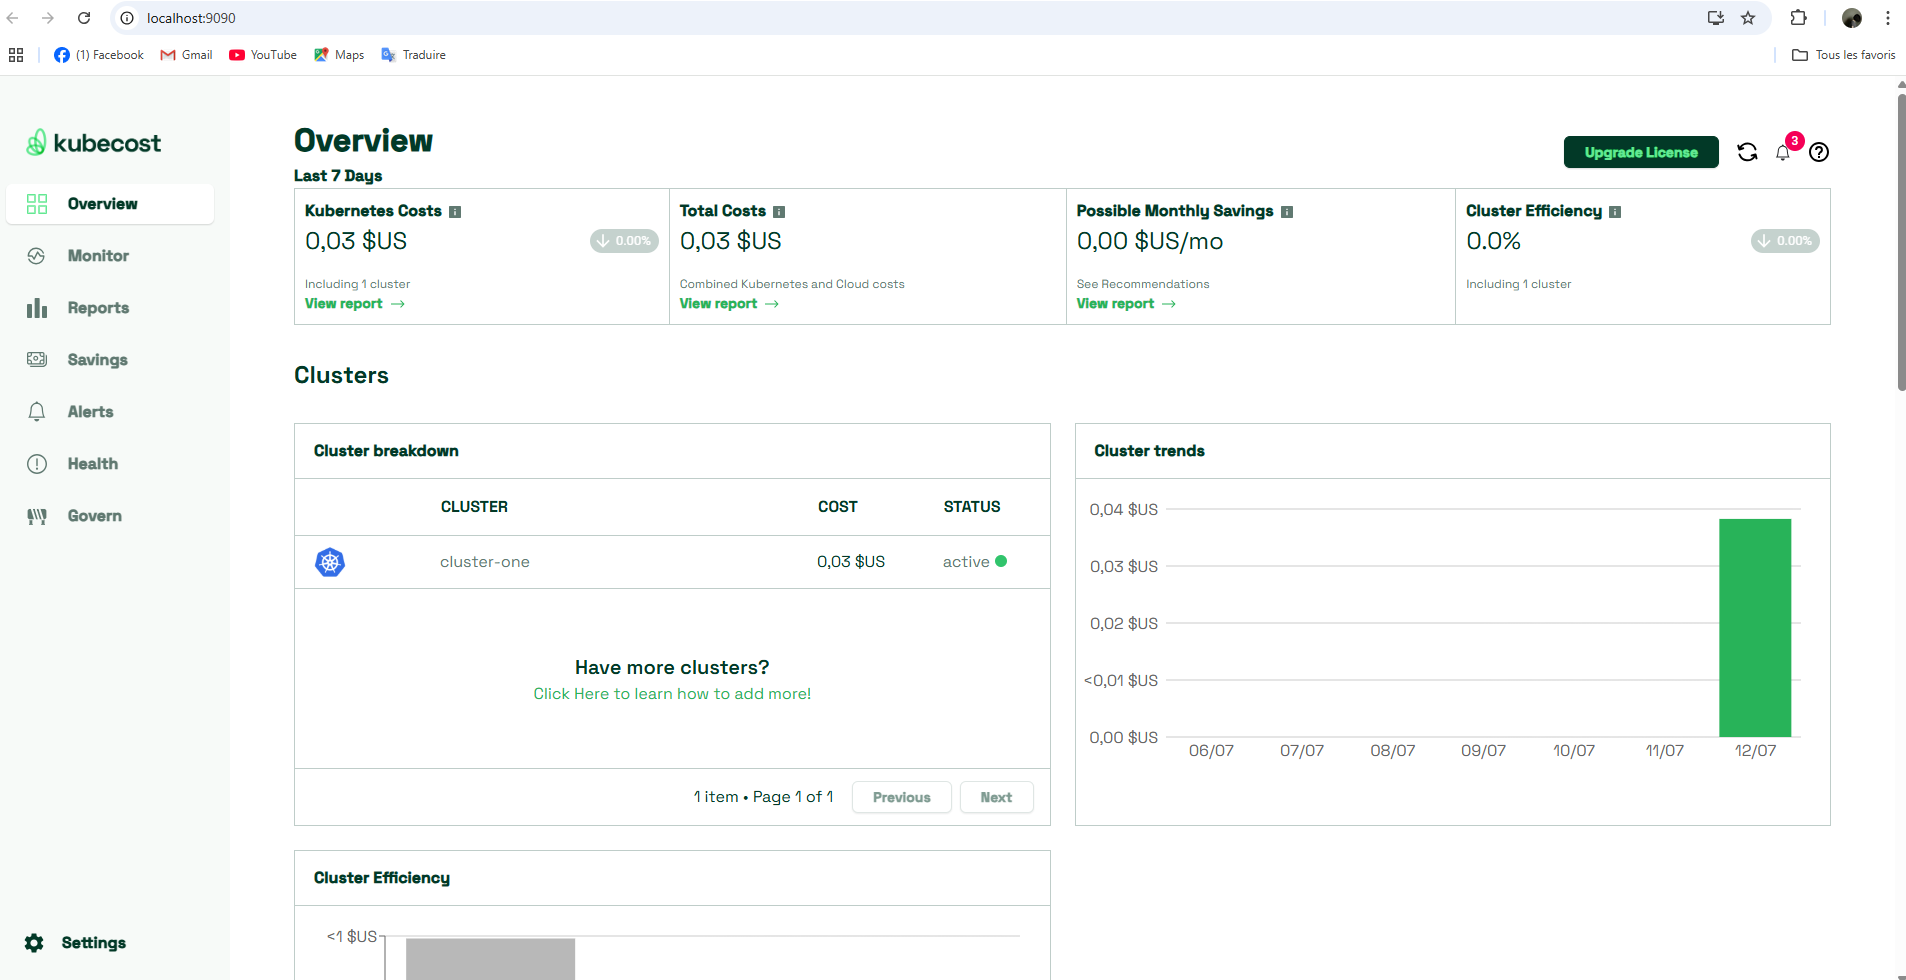 localhost:9090
(1) Facebook
Gmail
YouTube
Maps
Traduire
Tous les favoris
kubecost
Overview
Monitor
Reports
Savings
Alerts
Health
Govern
Settings
Overview
Upgrade License
3
Last 7 Days
Kubernetes Costs
0,03 $US
0.00%
Including 1 cluster
View report
Total Costs
0,03 $US
Combined Kubernetes and Cloud costs
View report
Possible Monthly Savings
0,00 $US/mo
See Recommendations
View report
Cluster Efficiency
0.0%
0.00%
Including 1 cluster
Clusters
Cluster breakdown
CLUSTER COST STATUS
cluster-one 0,03 $US active
Have more clusters?
Click Here to learn how to add more!
1 item • Page 1 of 1
Previous
Next
Cluster trends
0,04 $US
0,03 $US
0,02 $US
<0,01 $US
0,00 $US
06/07 07/07 08/07 09/07 10/07 11/07 12/07
Cluster Efficiency
<1 $US